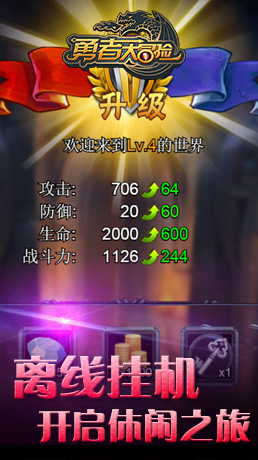 勇者大冒险
升级
欢迎来到Lv.4的世界
攻击: 706 64
防御: 20 60
生命: 2000 600
战斗力: 1126 244
x1
离线挂机
开启休闲之旅